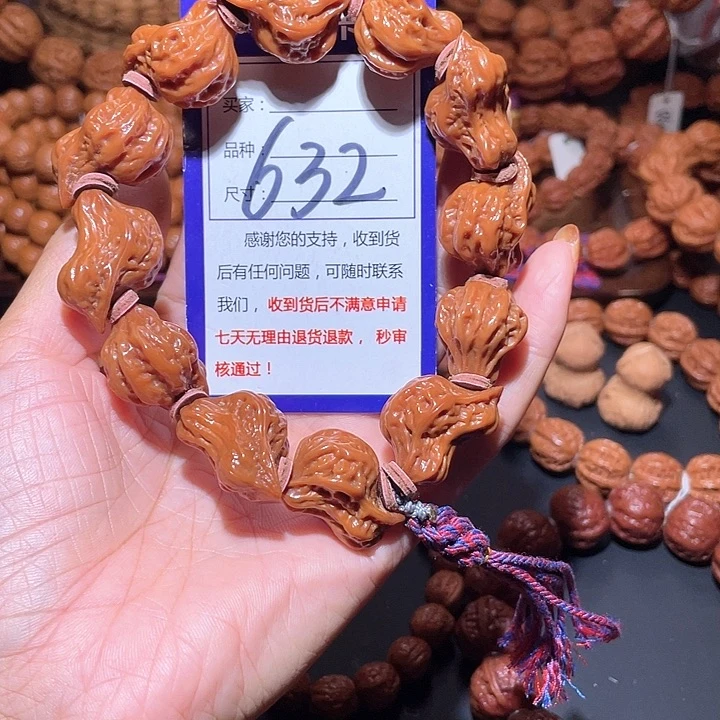 买家：
品种：
632
尺寸：
感谢您的支持，收到货
后有任何问题，可随时联系
我们，收到货后不满意申请
七天无理由退货退款，秒审
核通过！